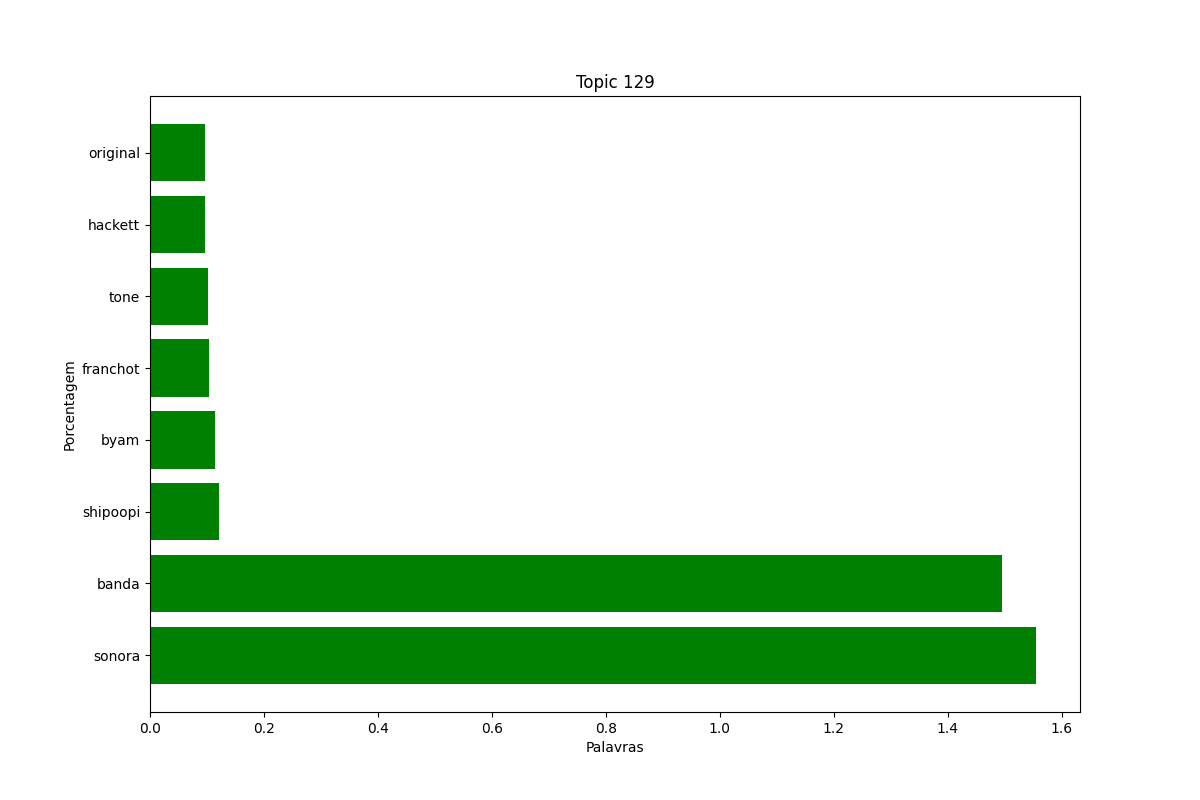 Topic 129
original
hackett
tone
franchot
byam
shipoopi
banda
sonora
Porcentagem
0.0 0.2 0.4 0.6 0.8 1.0 1.2 1.4 1.6
Palavras